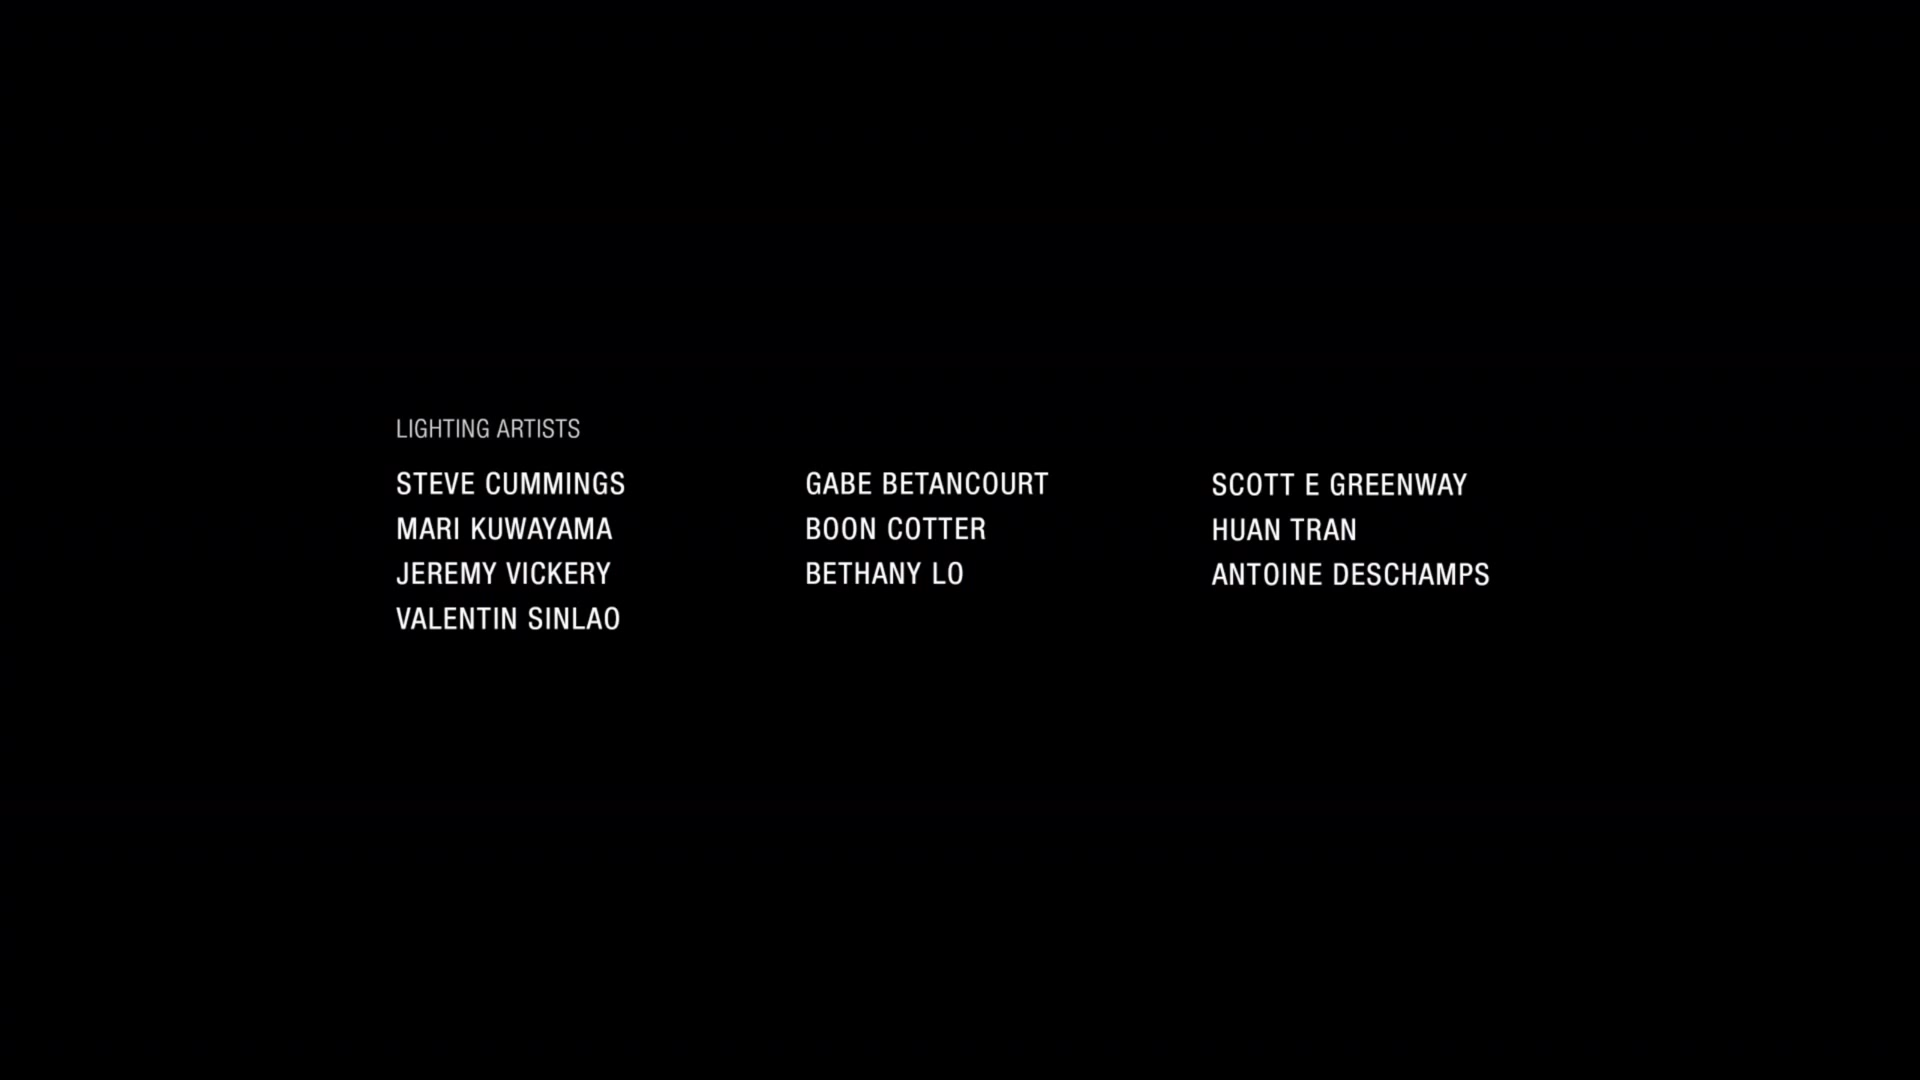 LIGHTING ARTISTS
STEVE CUMMINGS
MARI KUWAYAMA
JEREMY VICKERY
VALENTIN SINLAO
GABE BETANCOURT
BOON COTTER
BETHANY LO
SCOTT E GREENWAY
HUAN TRAN
ANTOINE DESCHAMPS